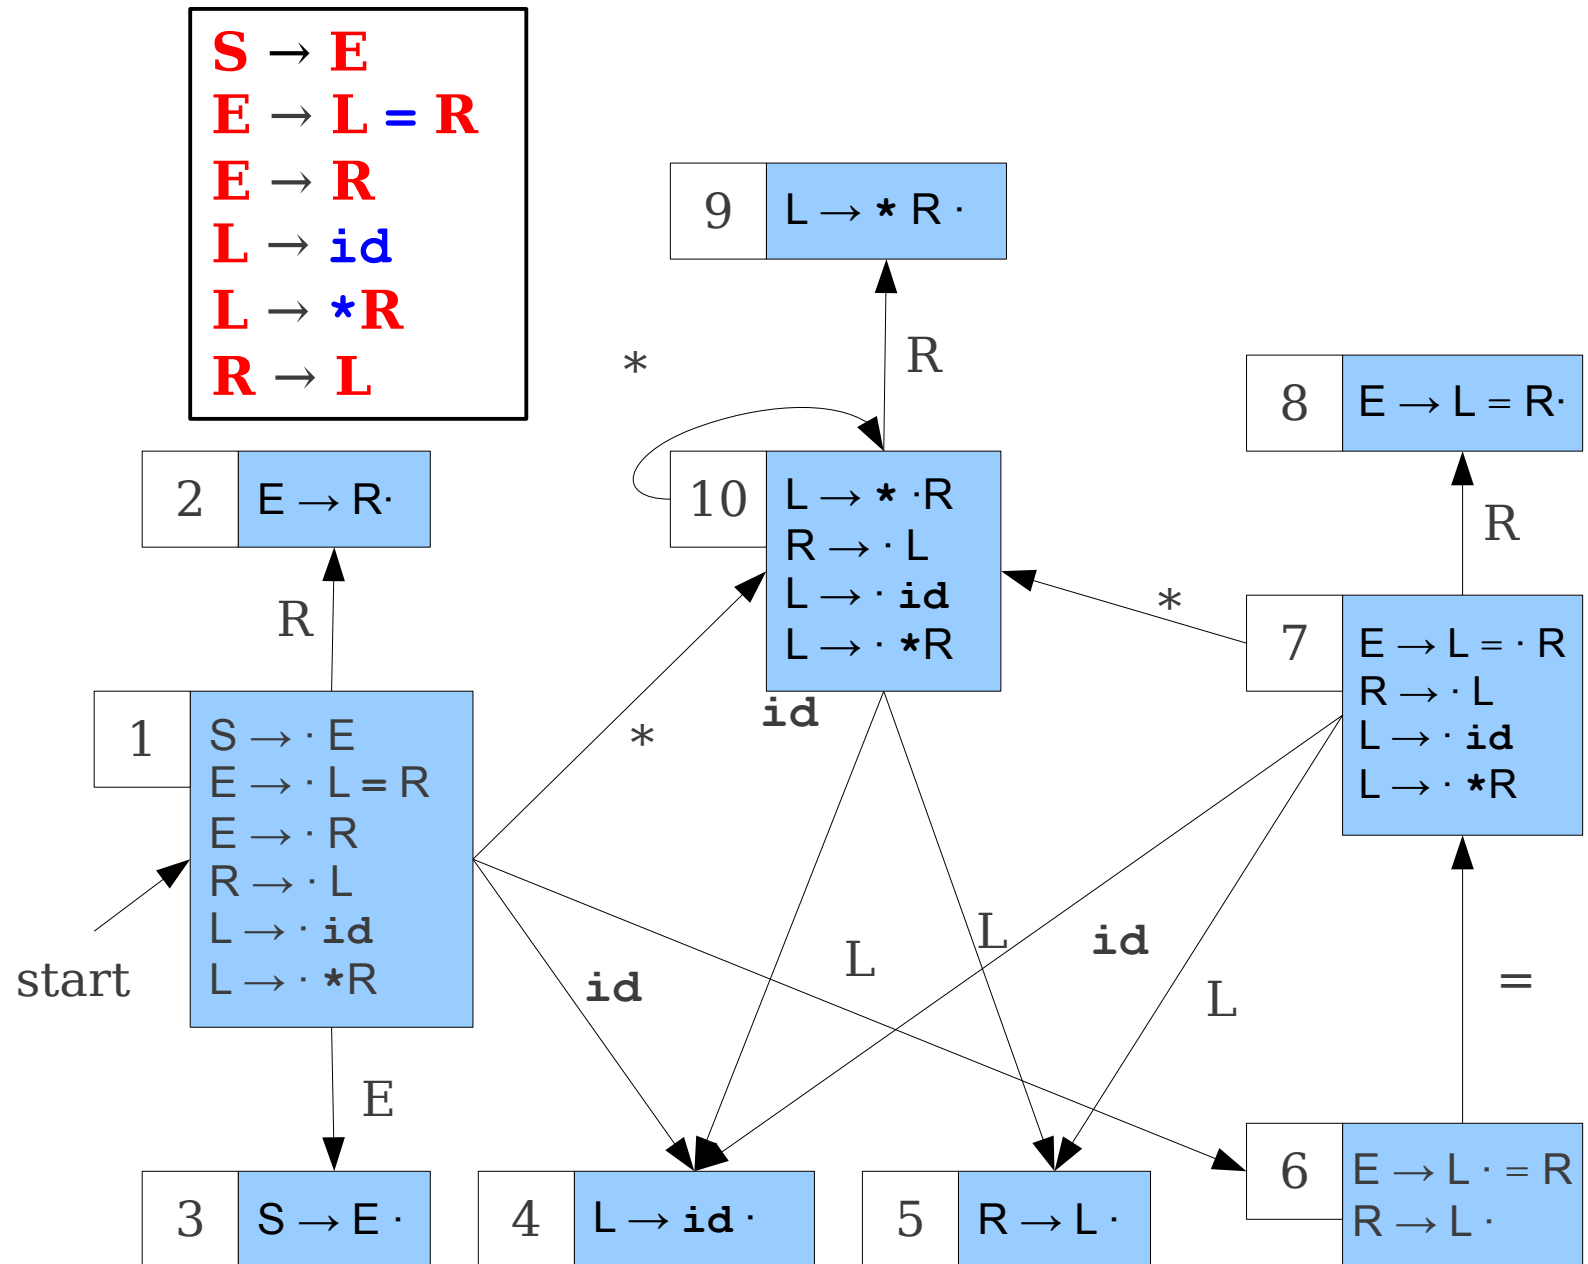 S → E
E → L = R
E → R
L → id
L → *R
R → L
9
L → * R ·
*
R
8
E → L = R·
2
E → R·
10
L → * ·R
R → · L
L → · id
L → · *R
R
R
*
7
E → L = · R
R → · L
L → · id
L → · *R
1
S → · E
E → · L = R
E → · R
R → · L
L → · id
L → · *R
*
id
start
id
L
L
id
L
=
E
3
S → E ·
4
L → id ·
5
R → L ·
6
E → L · = R
R → L ·